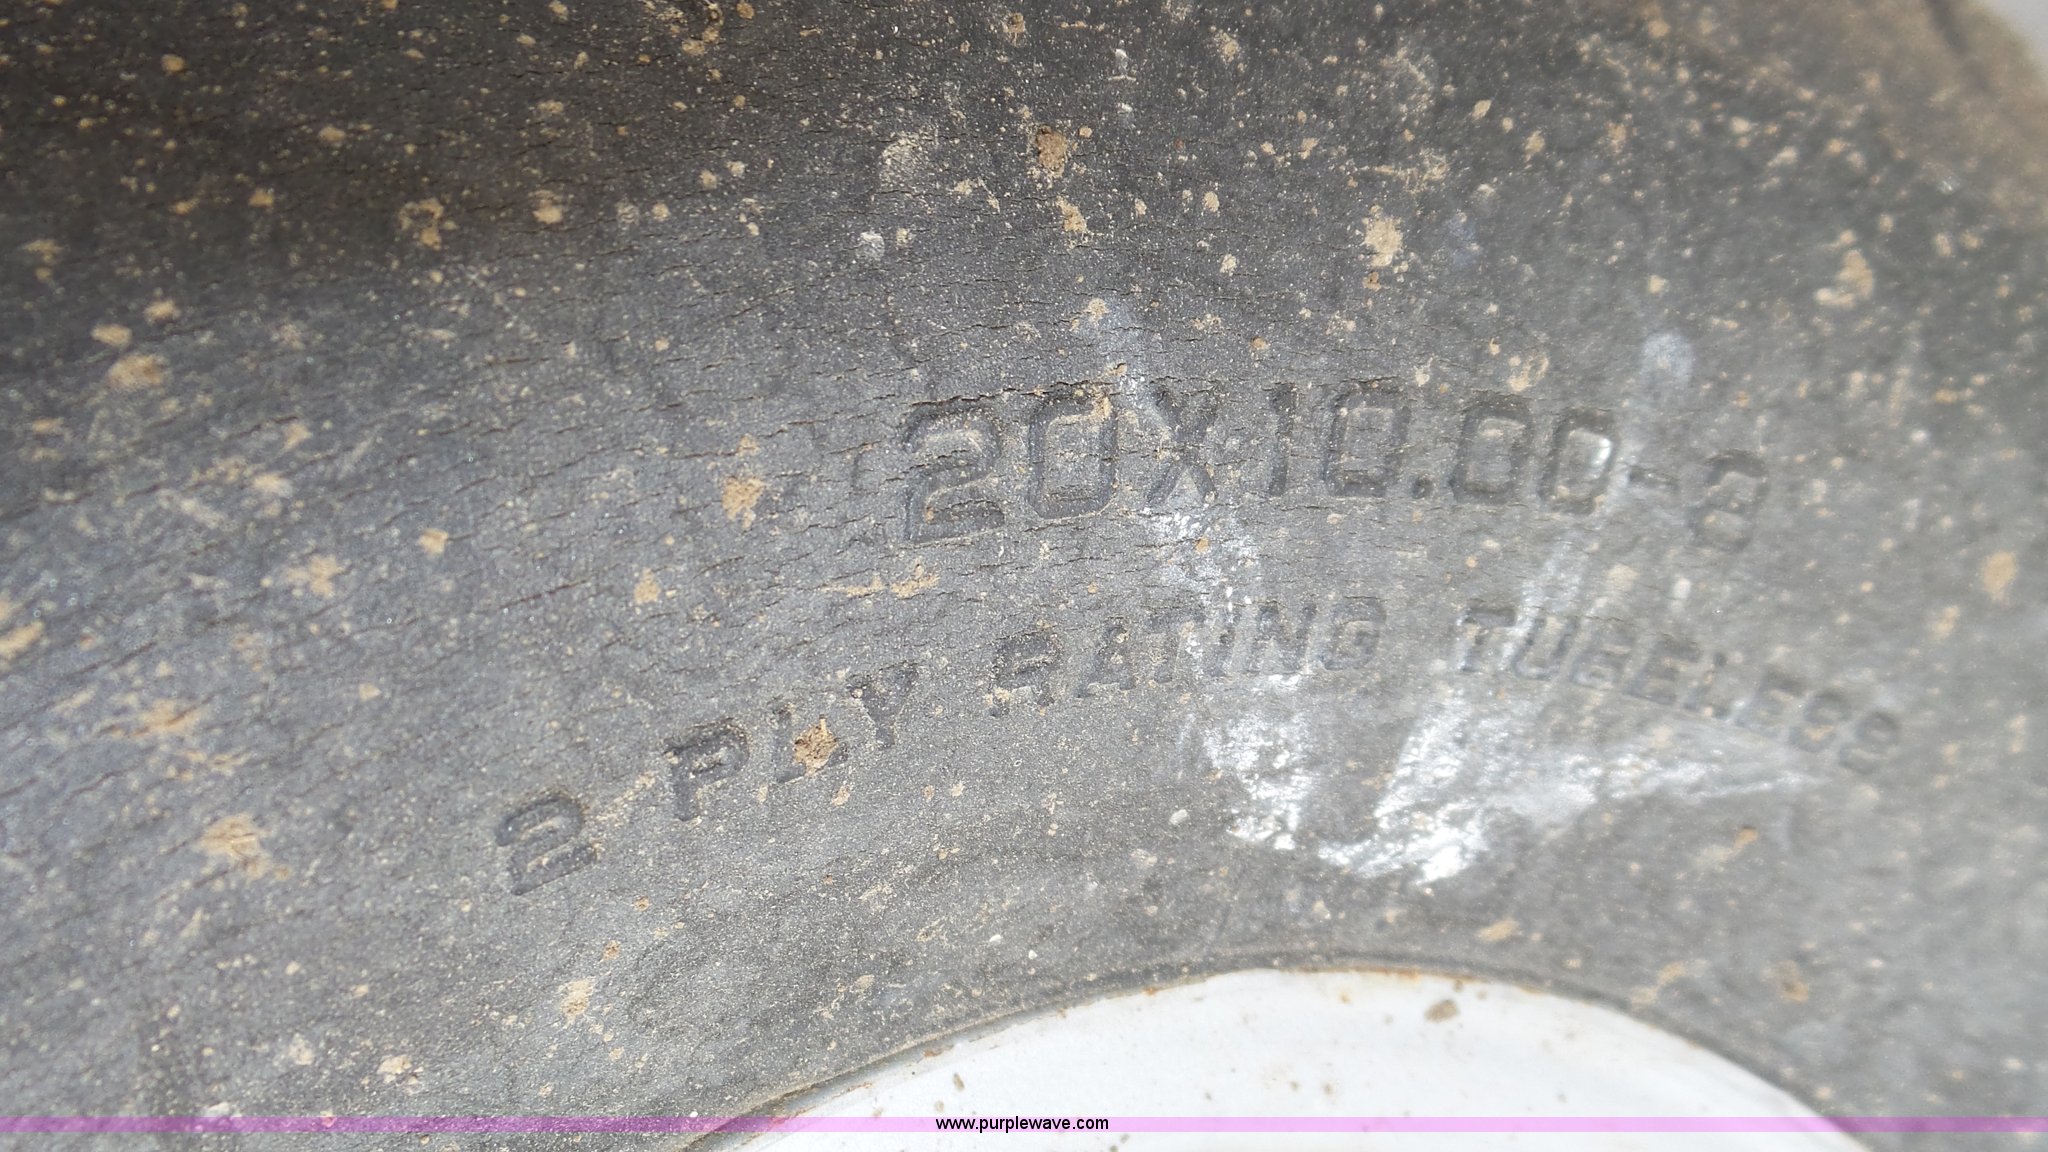 20X10.00-8
2 PLY RATING TUBELESS
www.purplewave.com